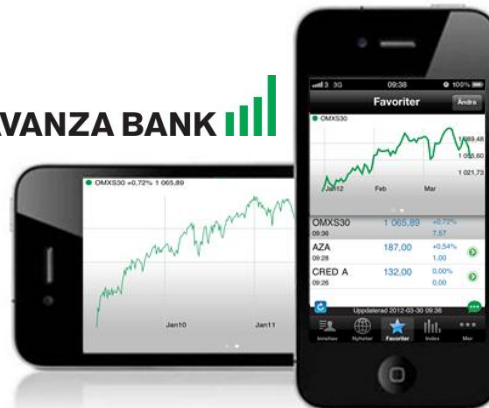 AVANZA BANK
OMXS30 +0,72% 1 065,89
Jan10 Jan11
3G 09:38 100%
Favoriter Ändra
OMXS30
1 089,48
1 055,60
1 021,73
Jan12 Feb Mar
OMXS30 1 065,89 +0,72%
09:36 7,57
AZA 187,00 +0,54%
09:28 1,00
CRED A 132,00 0,00%
09:26 0,00
Uppdaterad 2012-03-30 09:36
Innehav Nyheter Favoriter Index Mer